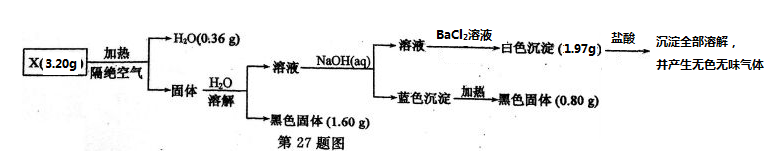 X(3.20g)
加热
隔绝空气
H₂O(0.36 g)
固体
H₂O
溶解
溶液
黑色固体(1.60 g)
NaOH(aq)
溶液
BaCl₂溶液
白色沉淀 (1.97g)
盐酸
沉淀全部溶解，
并产生无色无味气体
蓝色沉淀
加热
黑色固体(0.80 g)
第 27 题图